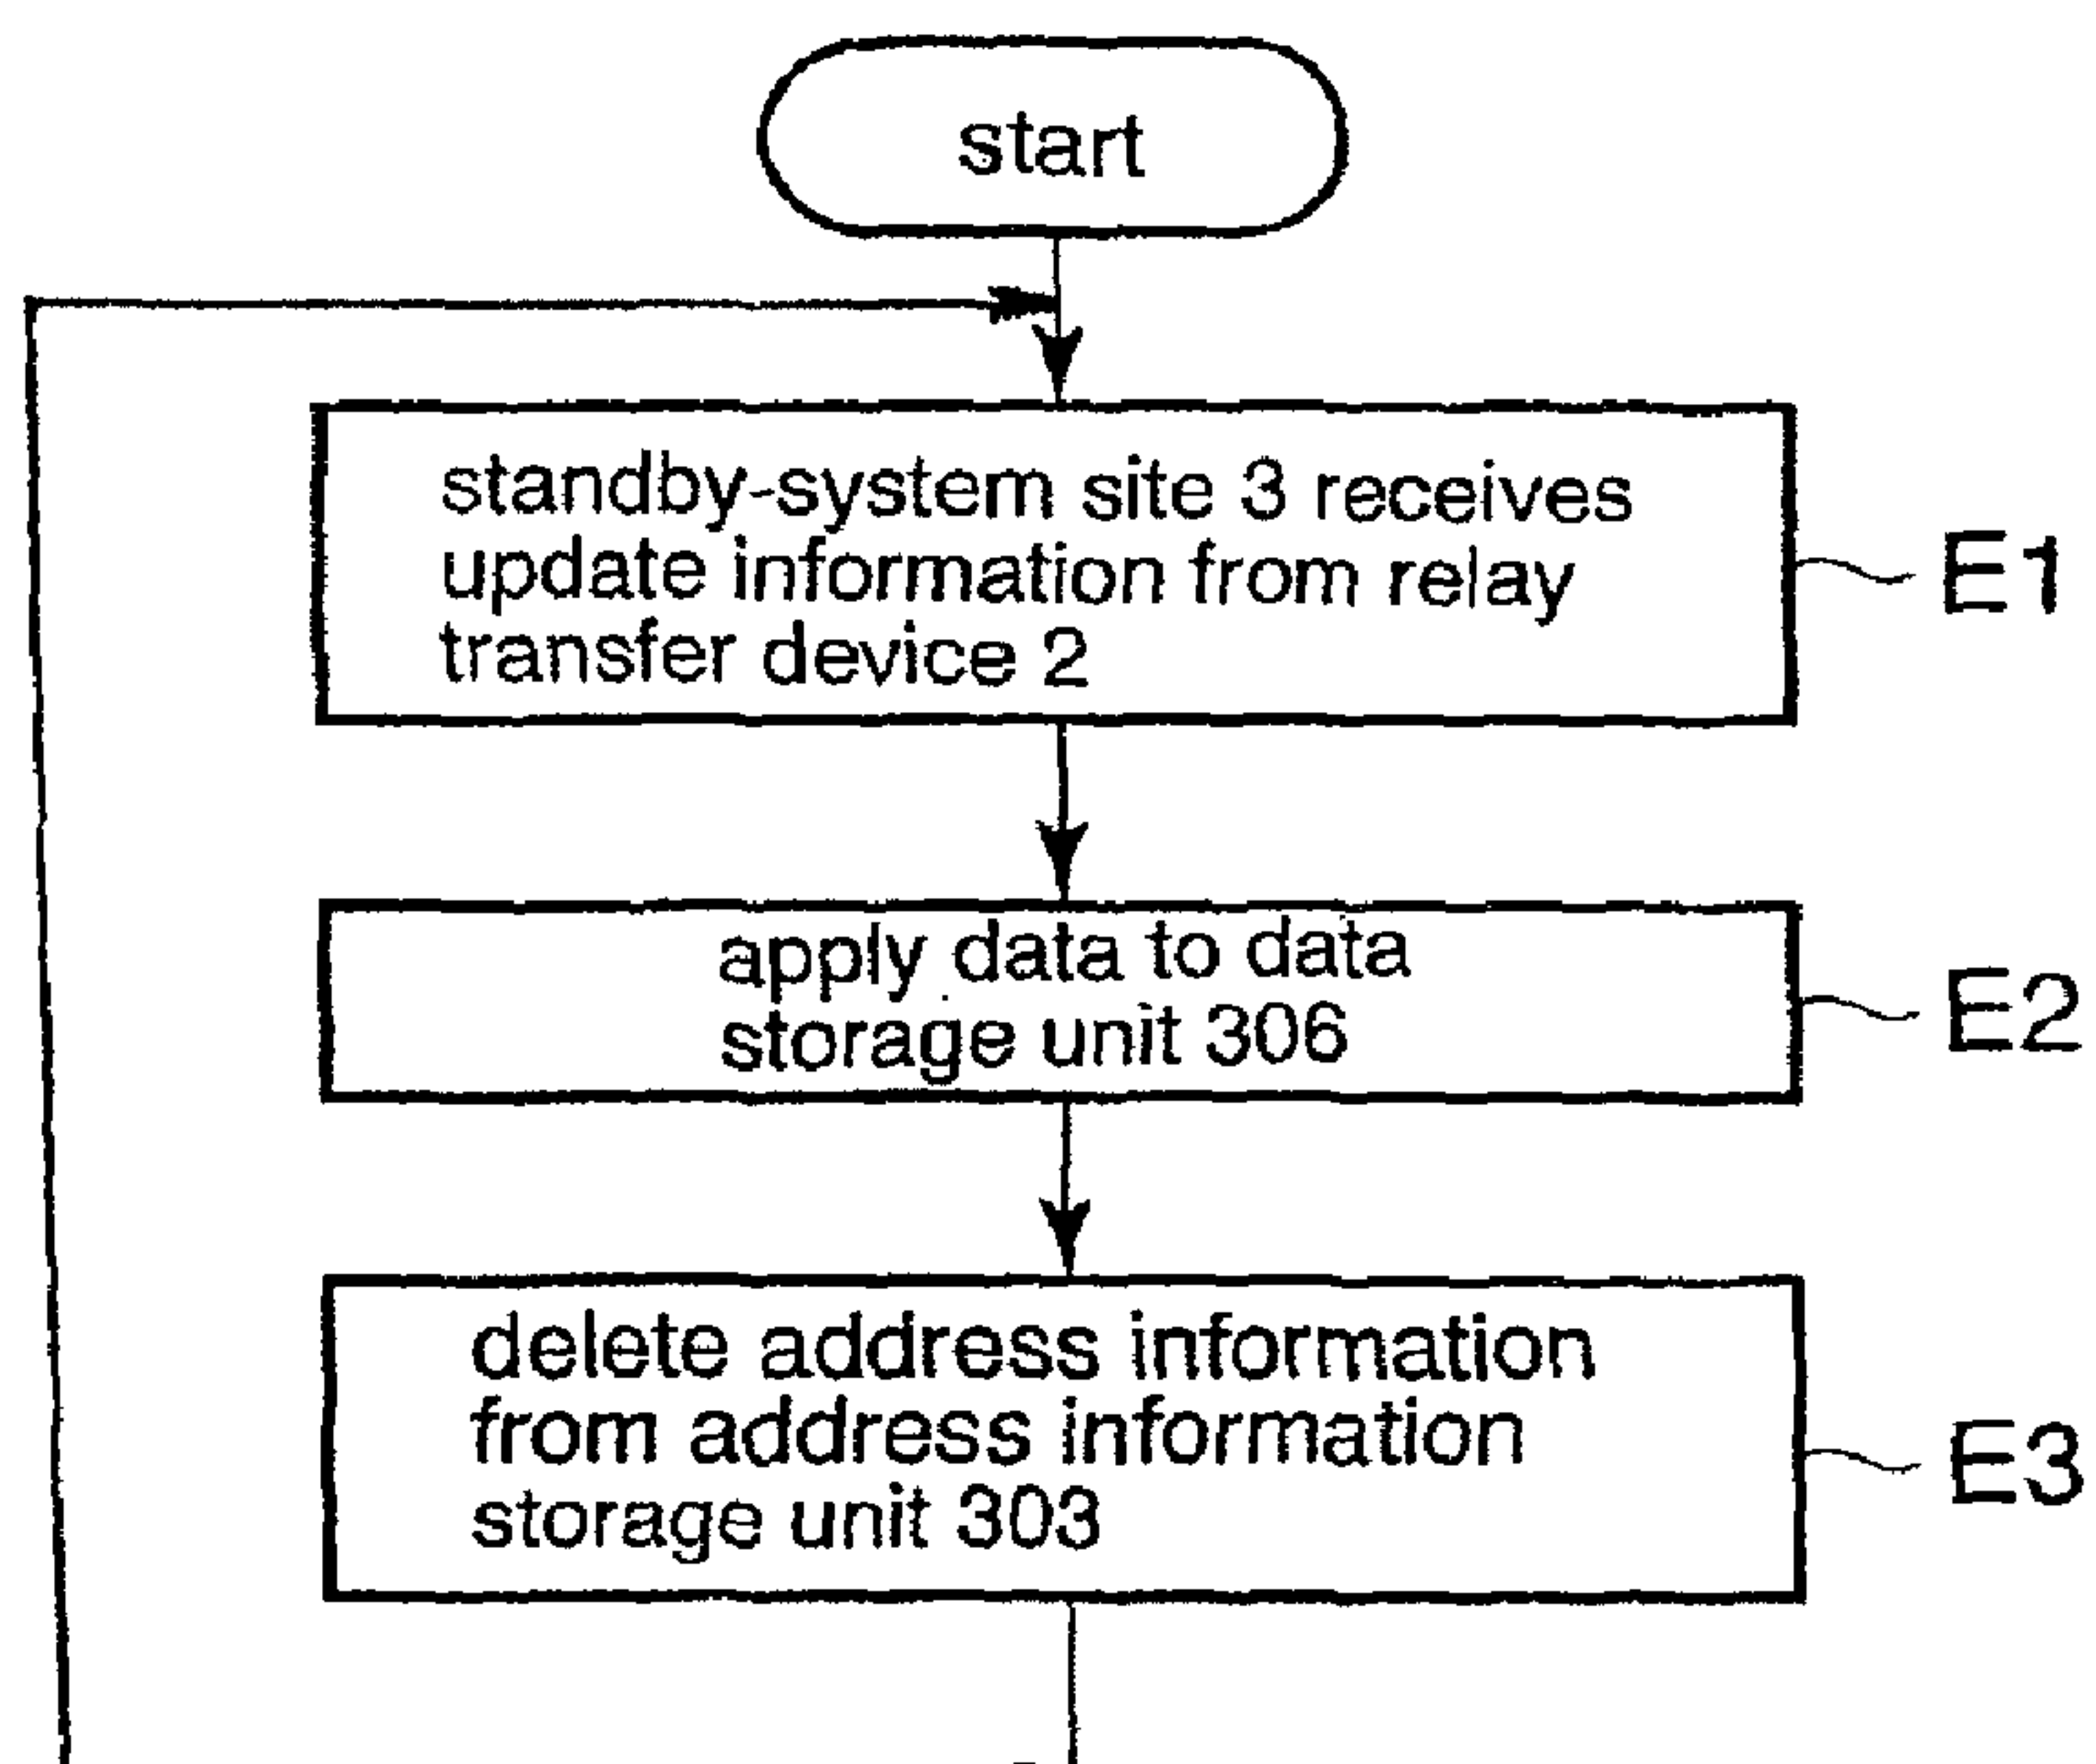 start
standby-system site 3 receives
update information from relay
transfer device 2
E1
apply data to data
storage unit 306
E2
delete address information
from address information
storage unit 303
E3